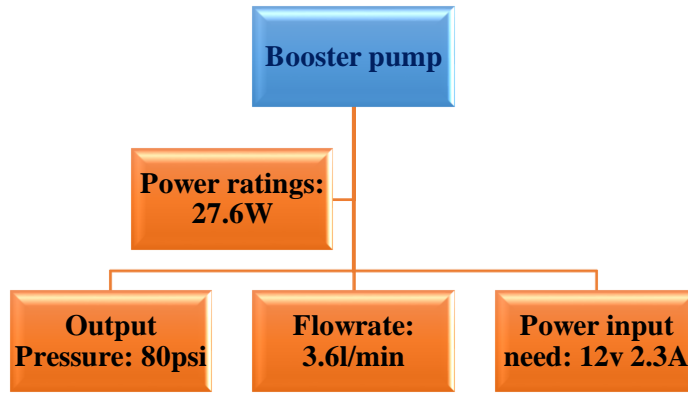 Booster pump
Power ratings:
27.6W
Output
Pressure: 80psi
Flowrate:
3.6l/min
Power input
need: 12v 2.3A